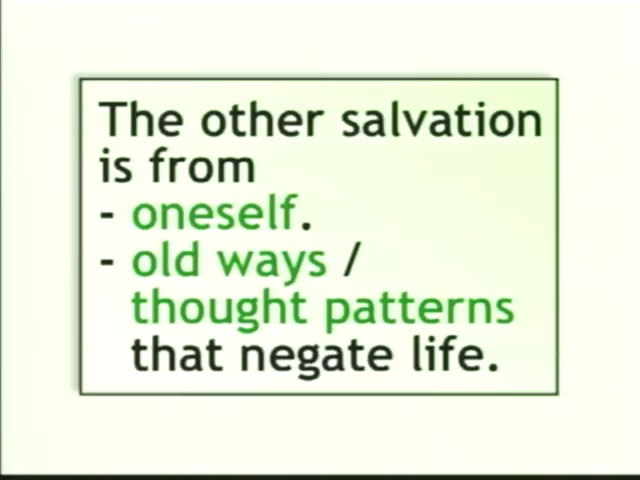 The other salvation
is from
- oneself.
- old ways /
thought patterns
that negate life.